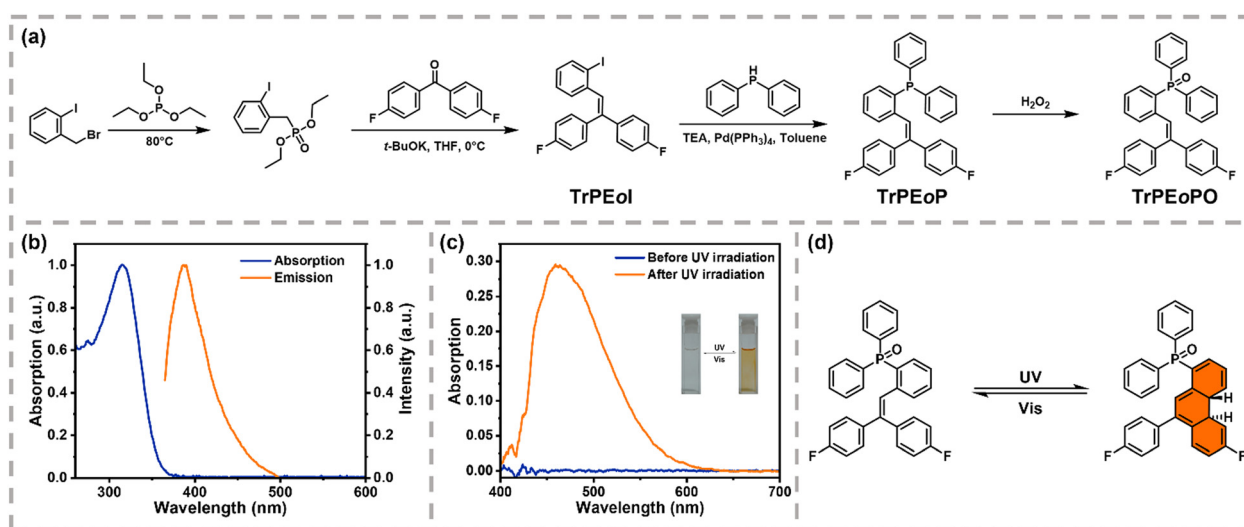 (a)
I
Br
O
P
O
O
80°C
I
O
P
O
O
O
F
F
t-BuOK, THF, 0°C
I
F
F
TrPEoI
H
P
TEA, Pd(PPh3)4, Toluene
P
F
F
TrPEoP
H2O2
P=O
F
F
TrPEoPO
(b)
Absorption
Emission
Absorption (a.u.)
1.0
0.8
0.6
0.4
0.2
0.0
300 350 400 450 500 550 600
Wavelength (nm)
1.0
0.8
0.6
0.4
0.2
0.0
Intensity (a.u.)
(c)
Before UV irradiation
After UV irradiation
Absorption
0.30
0.25
0.20
0.15
0.10
0.05
0.00
400 500 600 700
Wavelength (nm)
UV
Vis
(d)
P=O
F
F
UV
Vis
P=O
H
H
F
F